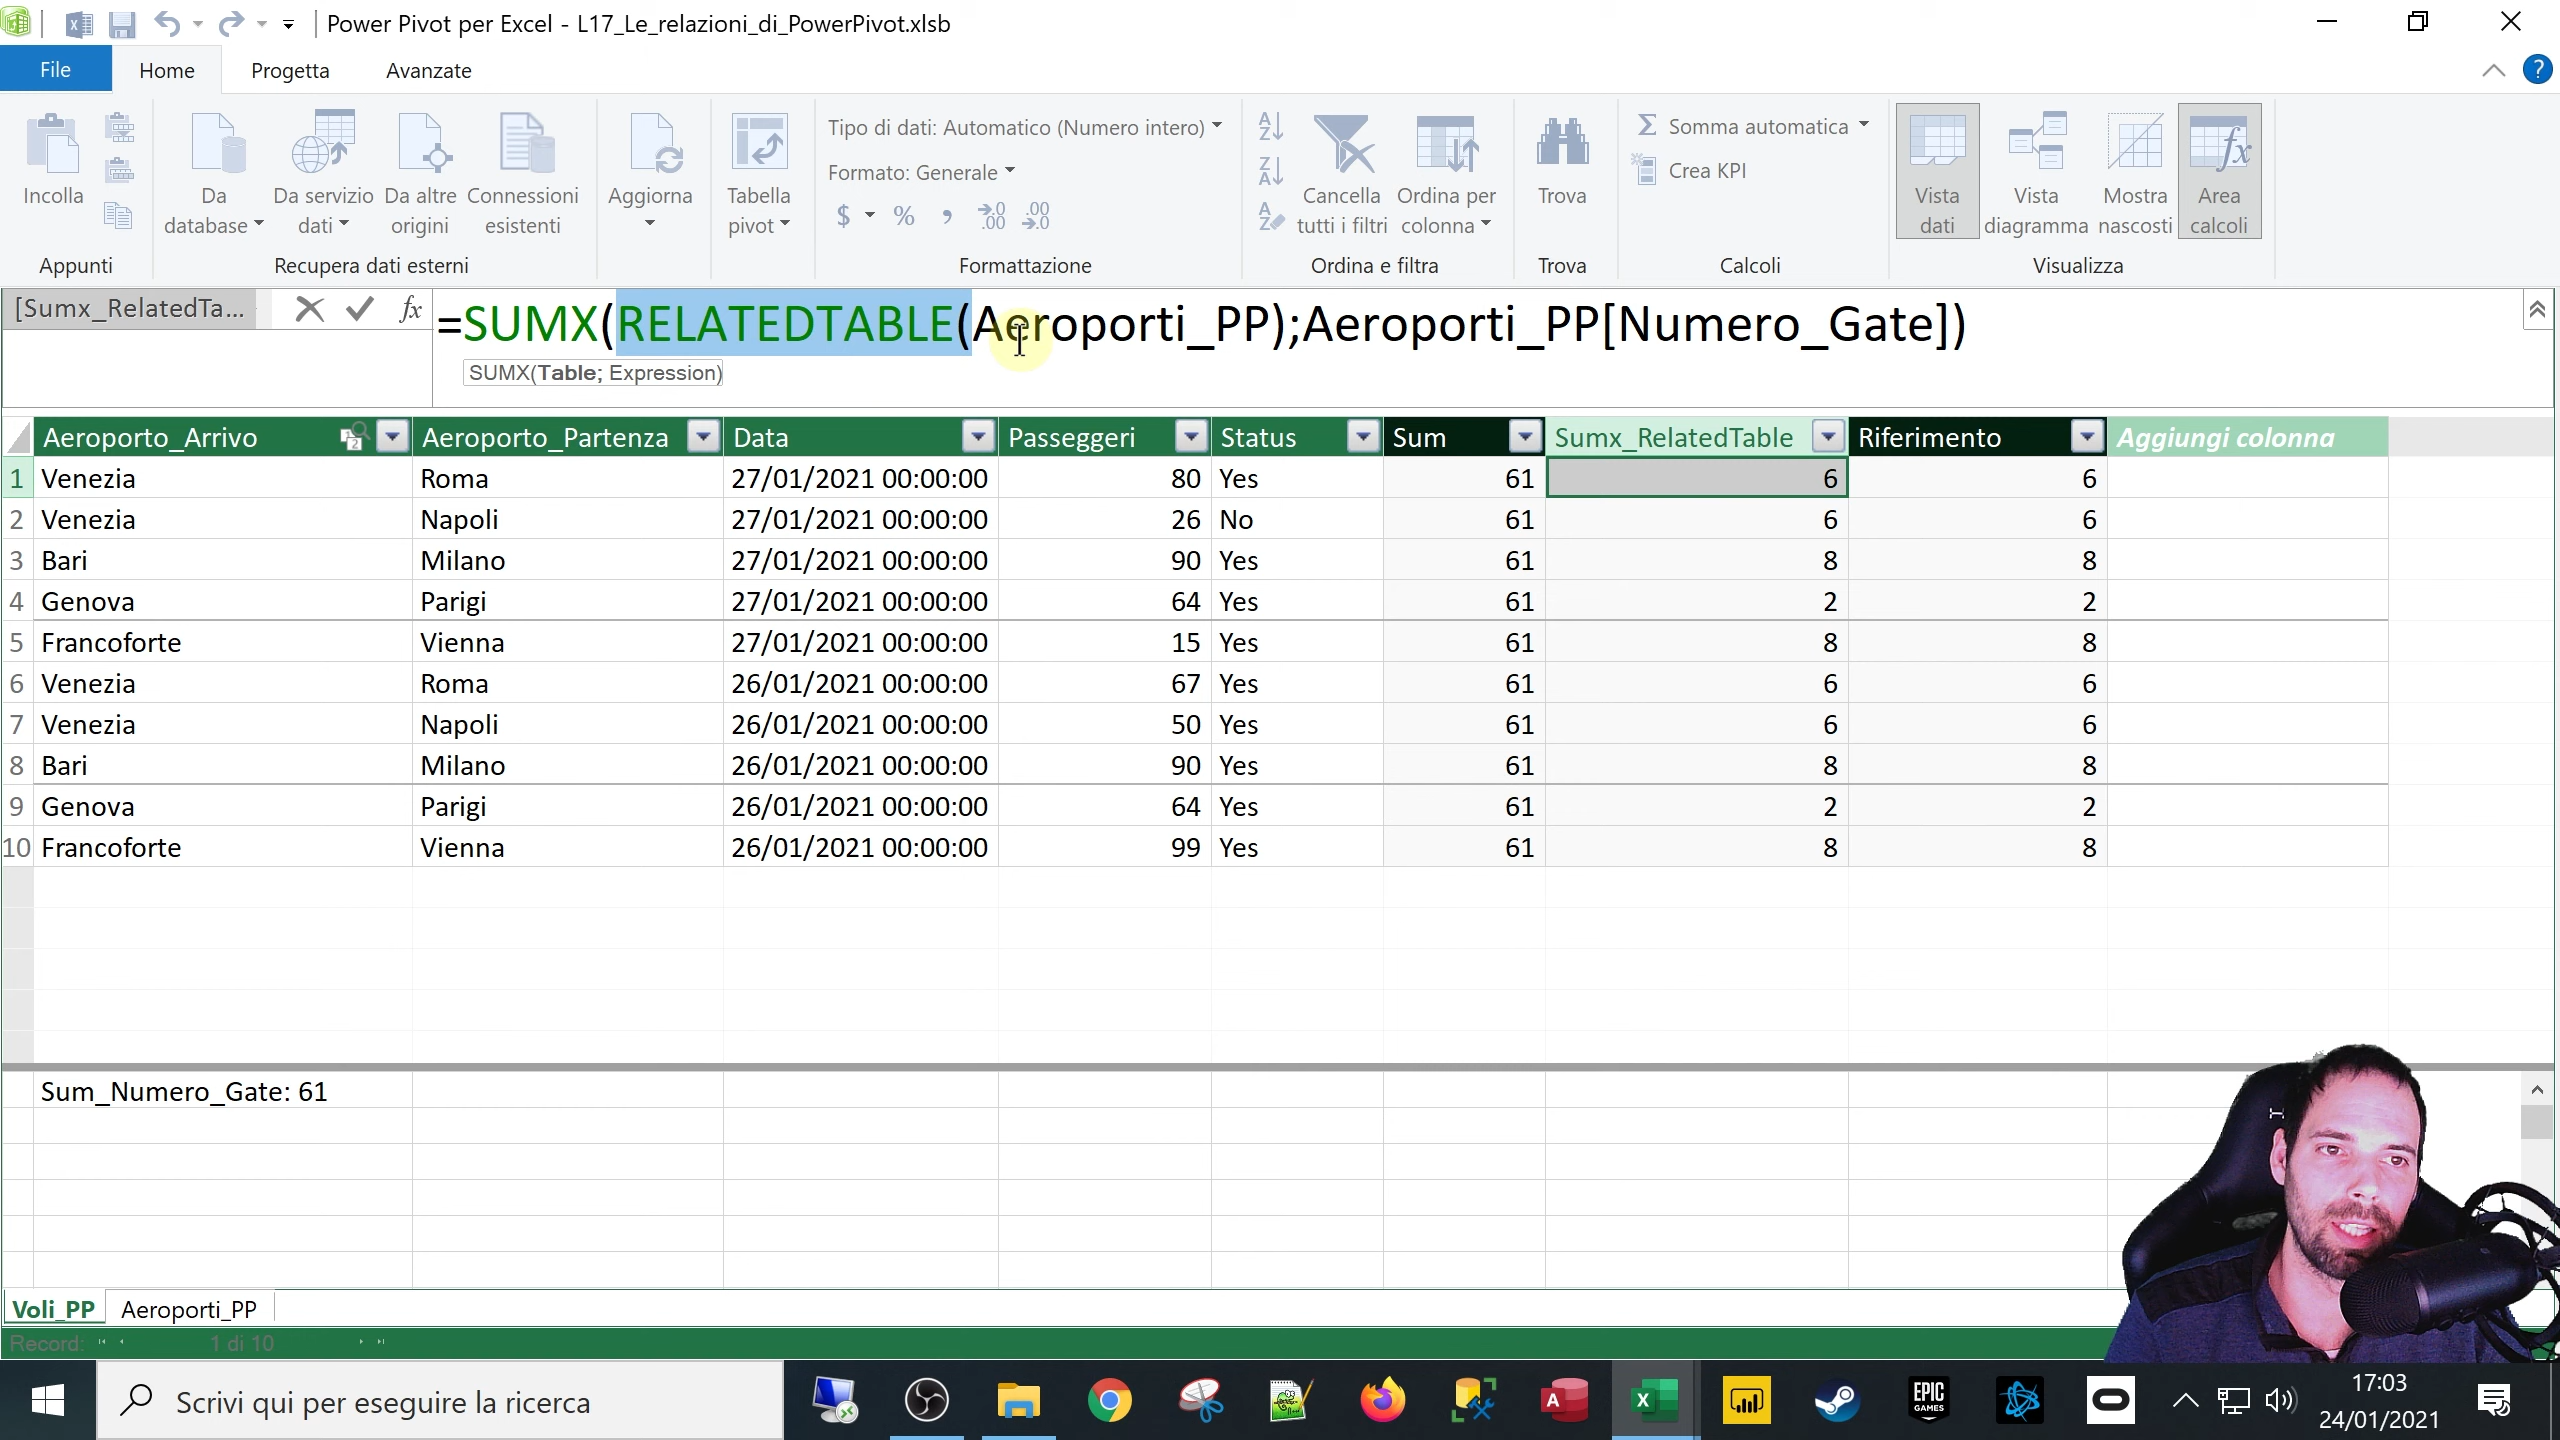 Power Pivot per Excel - L17_Le_relazioni_di_PowerPivot.xlsb
File Home Progetta Avanzate
Incolla
Da database
Da servizio dati
Da altre origini
Connessioni esistenti
Aggiorna
Tabella pivot
Tipo di dati: Automatico (Numero intero)
Formato: Generale
$ % , .00 .00
Cancella tutti i filtri
Ordina per colonna
Trova
Somma automatica
Crea KPI
Vista dati
Vista diagramma
Mostra nascosti
Area calcoli
Appunti Recupera dati esterni Formattazione Ordina e filtra Trova Calcoli Visualizza
[Sumx_RelatedTa... fx =SUMX(RELATEDTABLE(Aeroporti_PP);Aeroporti_PP[Numero_Gate])
SUMX(Table; Expression)
Aeroporto_Arrivo Aeroporto_Partenza Data Passeggeri Status Sum Sumx_RelatedTable Riferimento Aggiungi colonna
1 Venezia Roma 27/01/2021 00:00:00 80 Yes 61 6 6
2 Venezia Napoli 27/01/2021 00:00:00 26 No 61 6 6
3 Bari Milano 27/01/2021 00:00:00 90 Yes 61 8 8
4 Genova Parigi 27/01/2021 00:00:00 64 Yes 61 2 2
5 Francoforte Vienna 27/01/2021 00:00:00 15 Yes 61 8 8
6 Venezia Roma 26/01/2021 00:00:00 67 Yes 61 6 6
7 Venezia Napoli 26/01/2021 00:00:00 50 Yes 61 6 6
8 Bari Milano 26/01/2021 00:00:00 90 Yes 61 8 8
9 Genova Parigi 26/01/2021 00:00:00 64 Yes 61 2 2
10 Francoforte Vienna 26/01/2021 00:00:00 99 Yes 61 8 8
Sum_Numero_Gate: 61
Voli_PP Aeroporti_PP
Record: 1 di 10
Scrivi qui per eseguire la ricerca
EPIC GAMES
17:03
24/01/2021